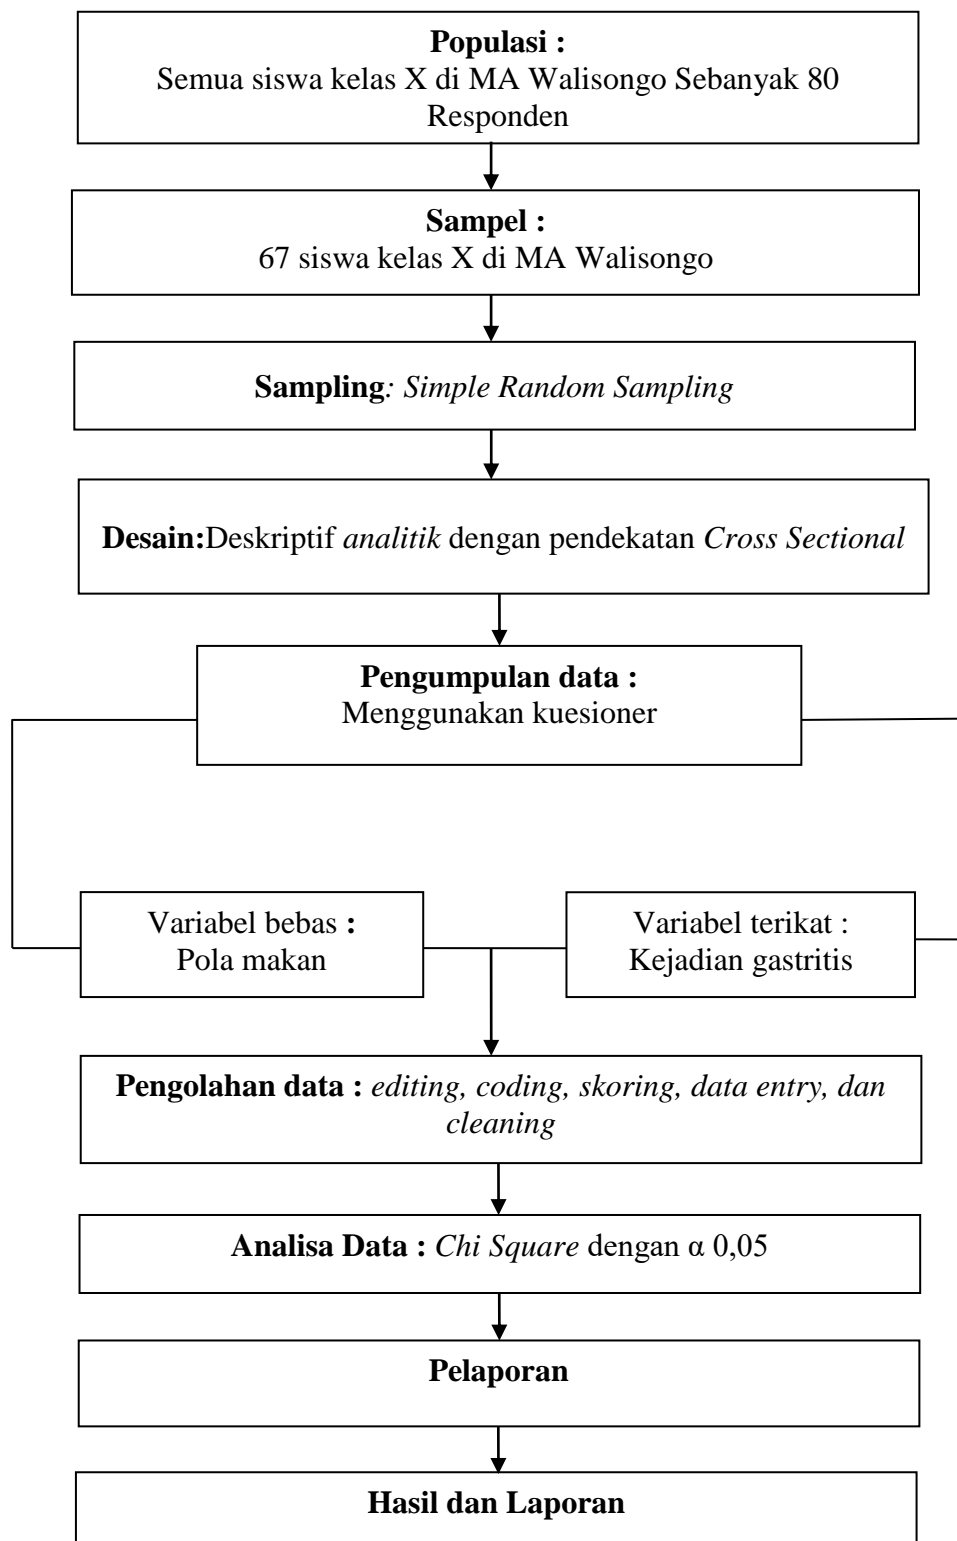 Populasi :
Semua siswa kelas X di MA Walisongo Sebanyak 80
Responden
Sampel :
67 siswa kelas X di MA Walisongo
Sampling: Simple Random Sampling
Desain:Deskriptif analitik dengan pendekatan Cross Sectional
Pengumpulan data :
Menggunakan kuesioner
Variabel bebas :
Pola makan
Variabel terikat :
Kejadian gastritis
Pengolahan data : editing, coding, skoring, data entry, dan
cleaning
Analisa Data : Chi Square dengan α 0,05
Pelaporan
Hasil dan Laporan